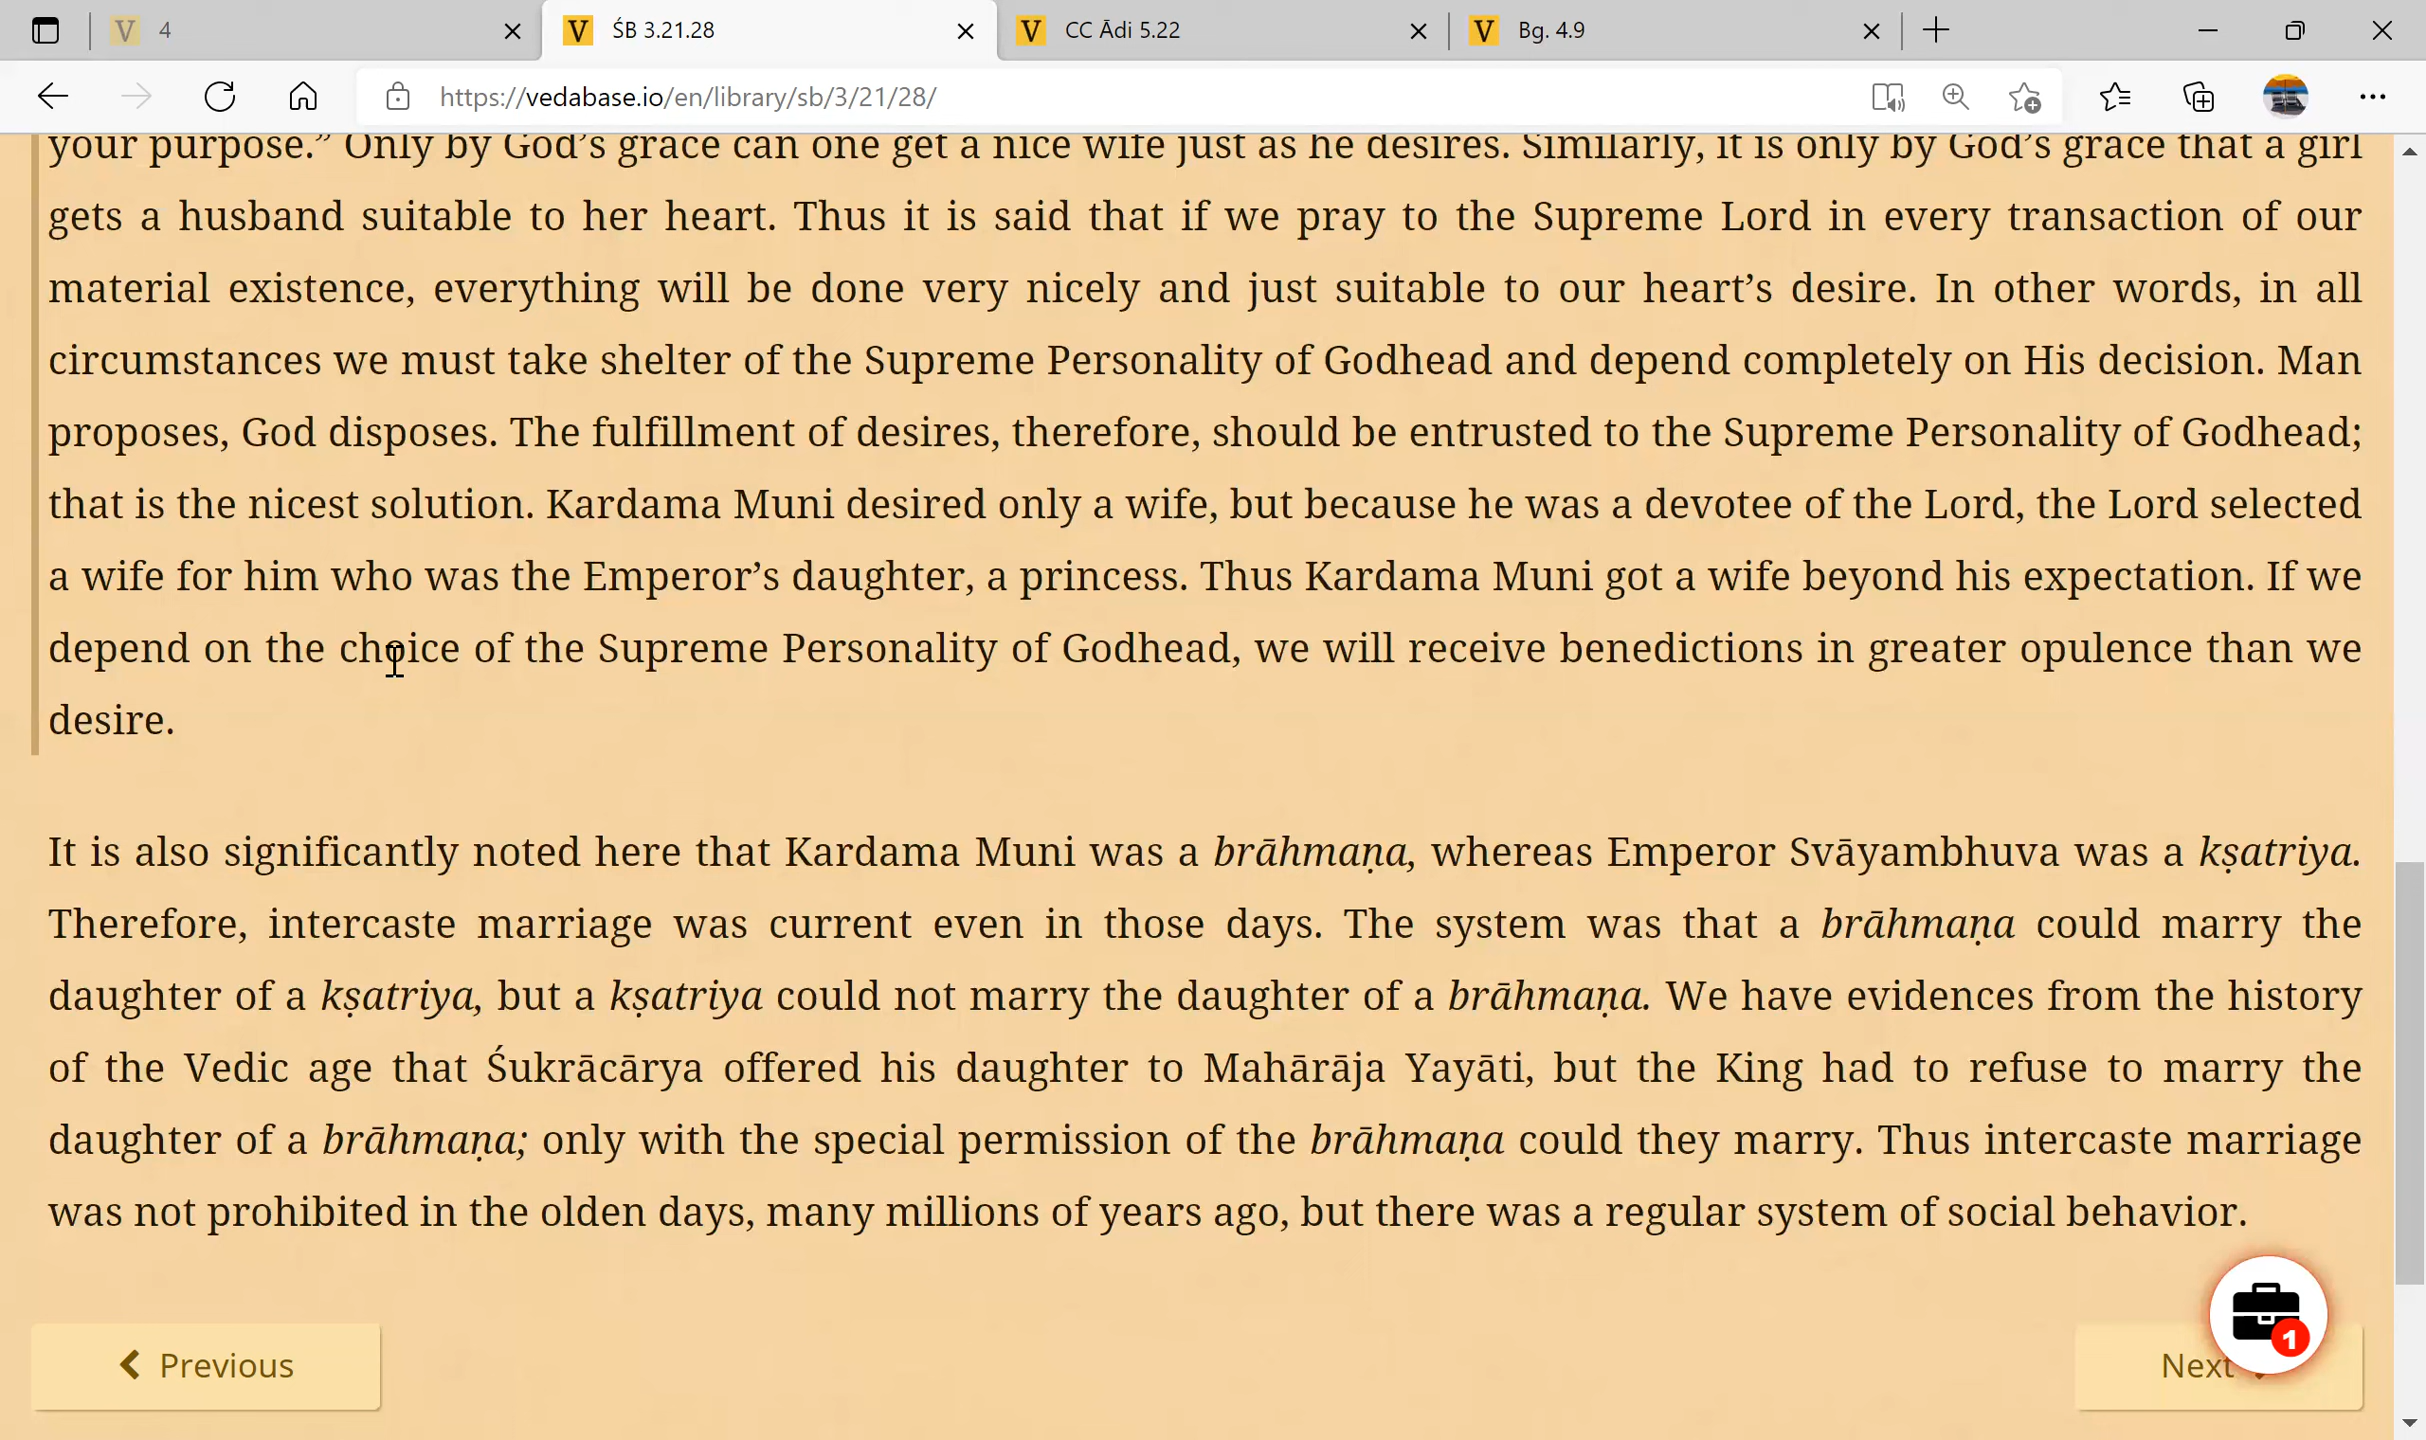 4
ŚB 3.21.28
CC Ādi 5.22
Bg. 4.9
https://vedabase.io/en/library/sb/3/21/28/
your purpose.” Only by God’s grace can one get a nice wife just as he desires. Similarly, it is only by God’s grace that a girl
gets a husband suitable to her heart. Thus it is said that if we pray to the Supreme Lord in every transaction of our
material existence, everything will be done very nicely and just suitable to our heart’s desire. In other words, in all
circumstances we must take shelter of the Supreme Personality of Godhead and depend completely on His decision. Man
proposes, God disposes. The fulfillment of desires, therefore, should be entrusted to the Supreme Personality of Godhead;
that is the nicest solution. Kardama Muni desired only a wife, but because he was a devotee of the Lord, the Lord selected
a wife for him who was the Emperor’s daughter, a princess. Thus Kardama Muni got a wife beyond his expectation. If we
depend on the choice of the Supreme Personality of Godhead, we will receive benedictions in greater opulence than we
desire.
It is also significantly noted here that Kardama Muni was a brāhmaṇa, whereas Emperor Svāyambhuva was a kṣatriya.
Therefore, intercaste marriage was current even in those days. The system was that a brāhmaṇa could marry the
daughter of a kṣatriya, but a kṣatriya could not marry the daughter of a brāhmaṇa. We have evidences from the history
of the Vedic age that Śukrācārya offered his daughter to Mahārāja Yayāti, but the King had to refuse to marry the
daughter of a brāhmaṇa; only with the special permission of the brāhmaṇa could they marry. Thus intercaste marriage
was not prohibited in the olden days, many millions of years ago, but there was a regular system of social behavior.
Previous
Next
1